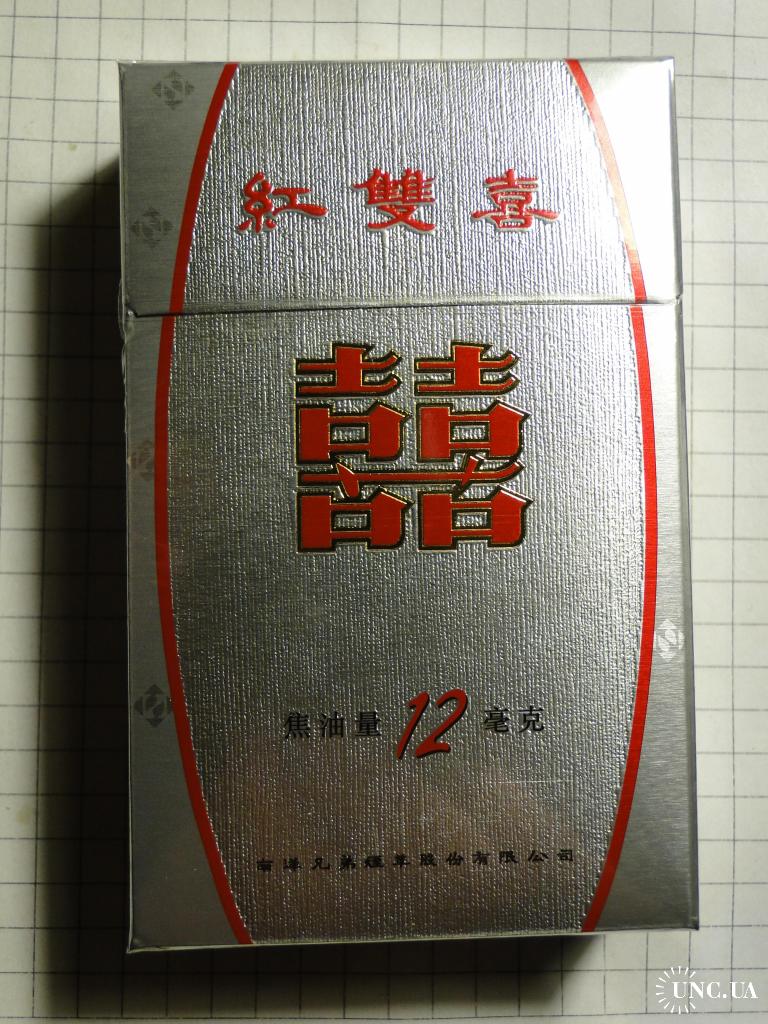 紅雙喜
囍
焦油量 12 毫克
南洋兄弟煙草股份有限公司
UNC.UA